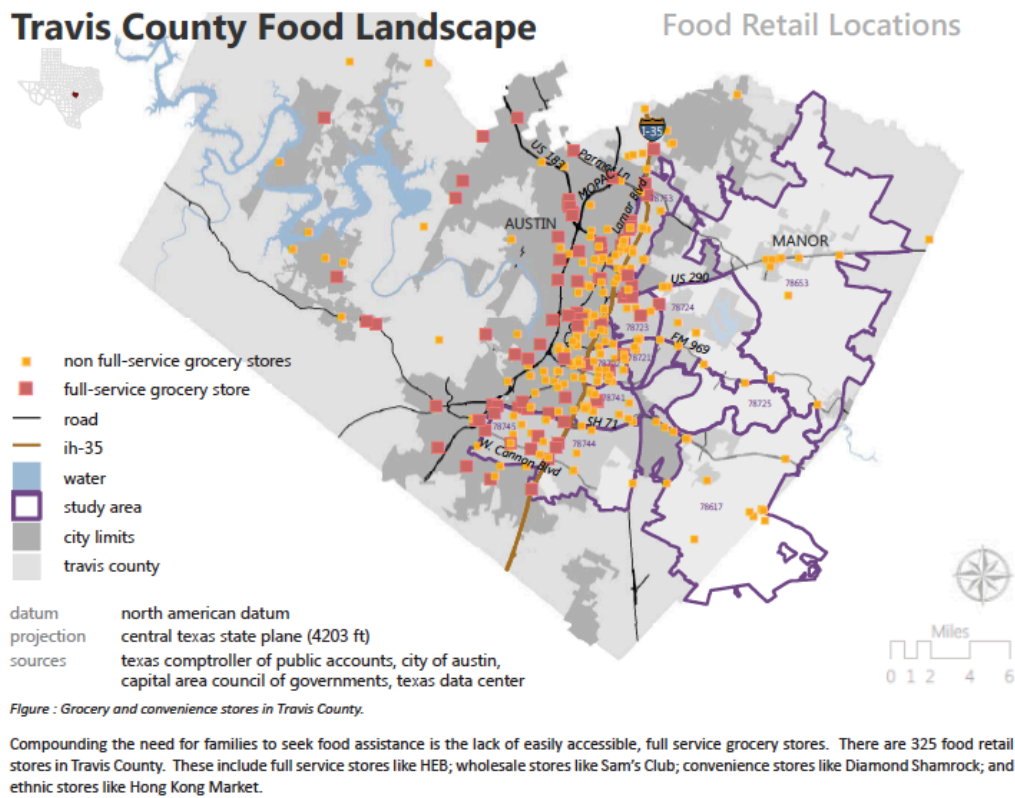 Travis County Food Landscape
Food Retail Locations
I-35
US 183
Parmer Ln
MOPAC
Lamar Blvd
78753
AUSTIN
MANOR
US 290
78653
78724
78723
FM 969
78721
78702
78725
78741
SH 71
78745
78744
W. Cannon Blvd
78617
non full-service grocery stores
full-service grocery store
road
ih-35
water
study area
city limits
travis county
datum north american datum
projection central texas state plane (4203 ft)
sources texas comptroller of public accounts, city of austin,
capital area council of governments, texas data center
Miles
0 1 2 4 6
Figure : Grocery and convenience stores in Travis County.
Compounding the need for families to seek food assistance is the lack of easily accessible, full service grocery stores. There are 325 food retail
stores in Travis County. These include full service stores like HEB; wholesale stores like Sam's Club; convenience stores like Diamond Shamrock; and
ethnic stores like Hong Kong Market.